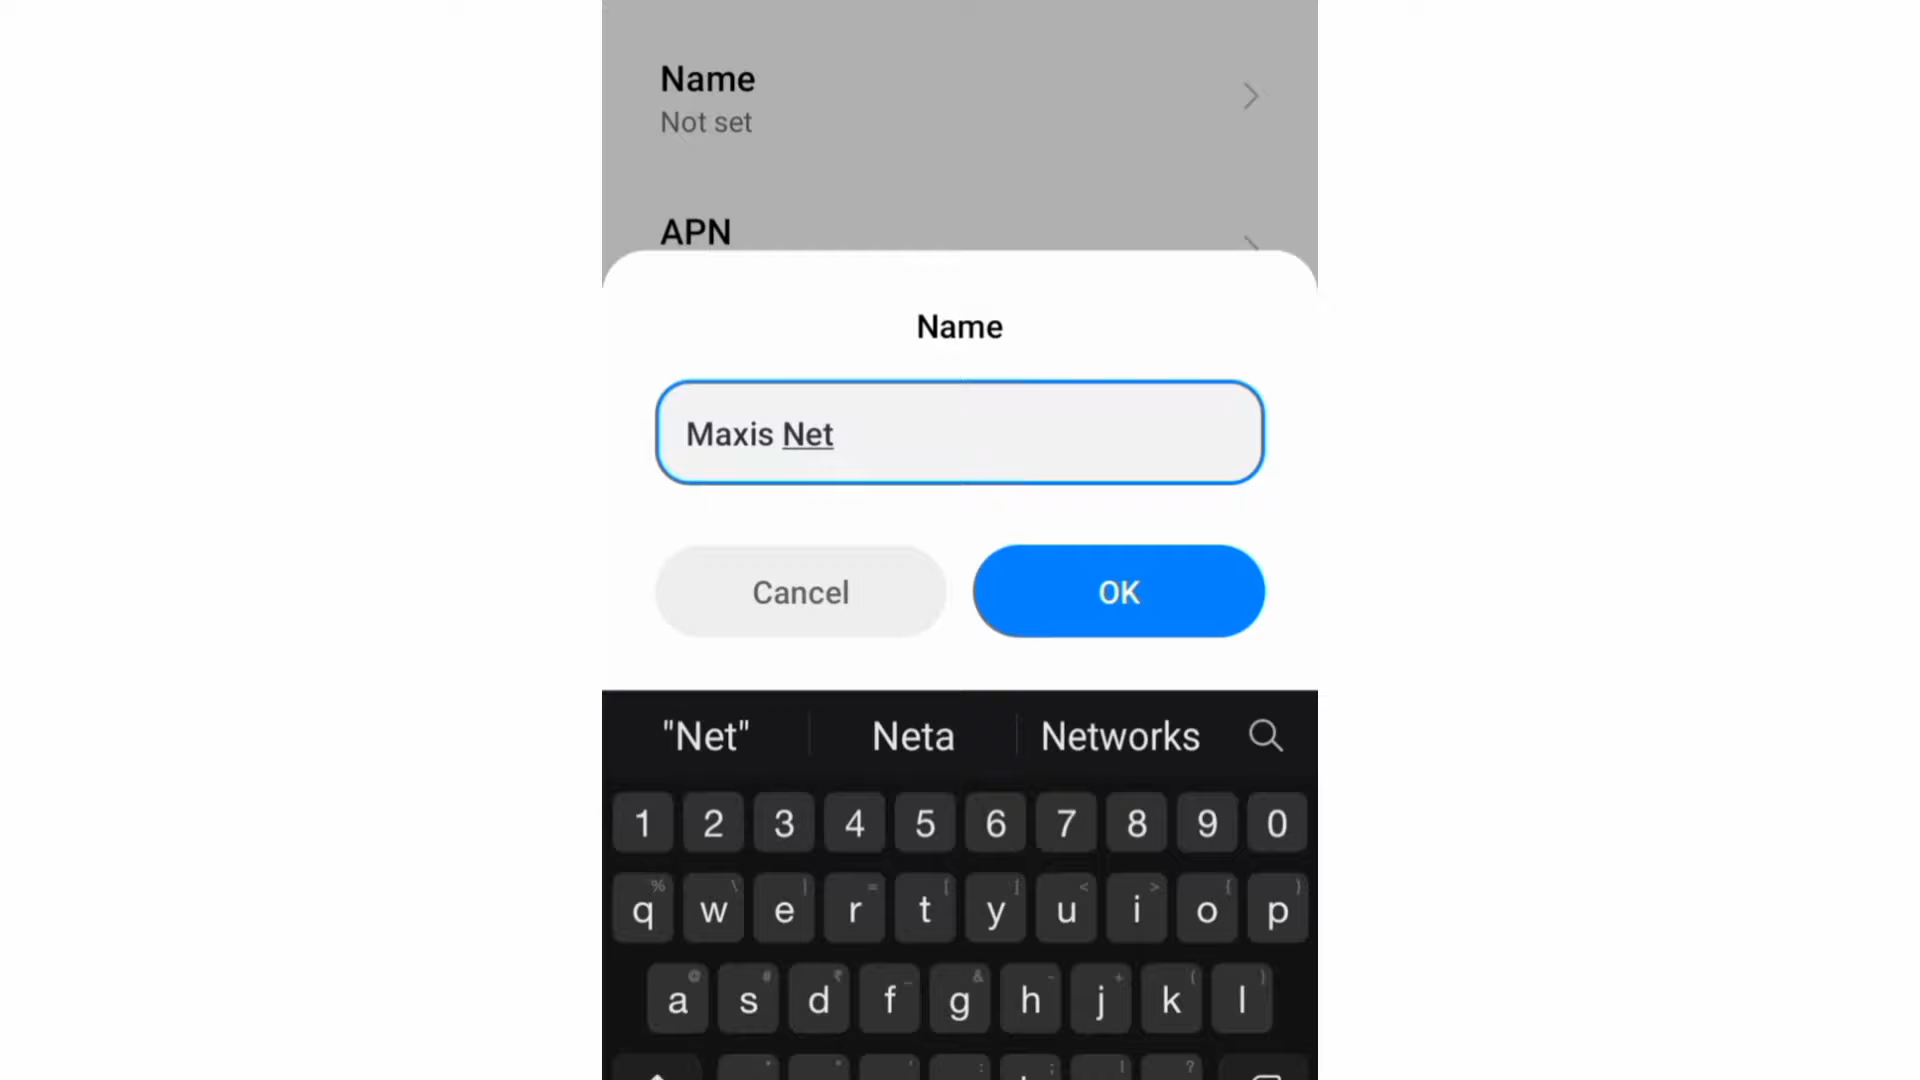 Name
Not set
APN
Name
Maxis Net
Cancel OK
"Net" Neta Networks
1 2 3 4 5 6 7 8 9 0
% \ | = [ ] < > { }
q w e r t y u i o p
@ # ₹ _ & - + ( )
a s d f g h j k l
* " ' : ; ! ?